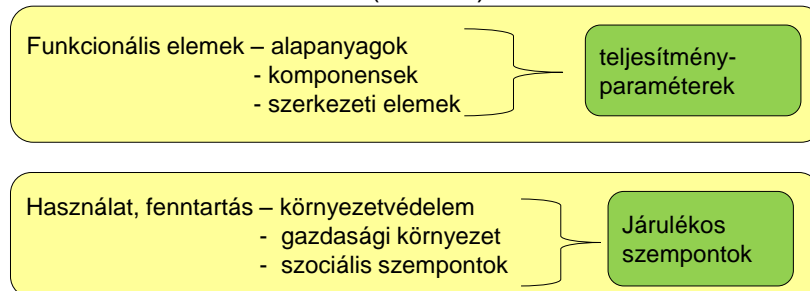 Funkcionális elemek – alapanyagok
- komponensek
- szerkezeti elemek
teljesítmény-
paraméterek
Használat, fenntartás – környezetvédelem
- gazdasági környezet
- szociális szempontok
Járulékos
szempontok